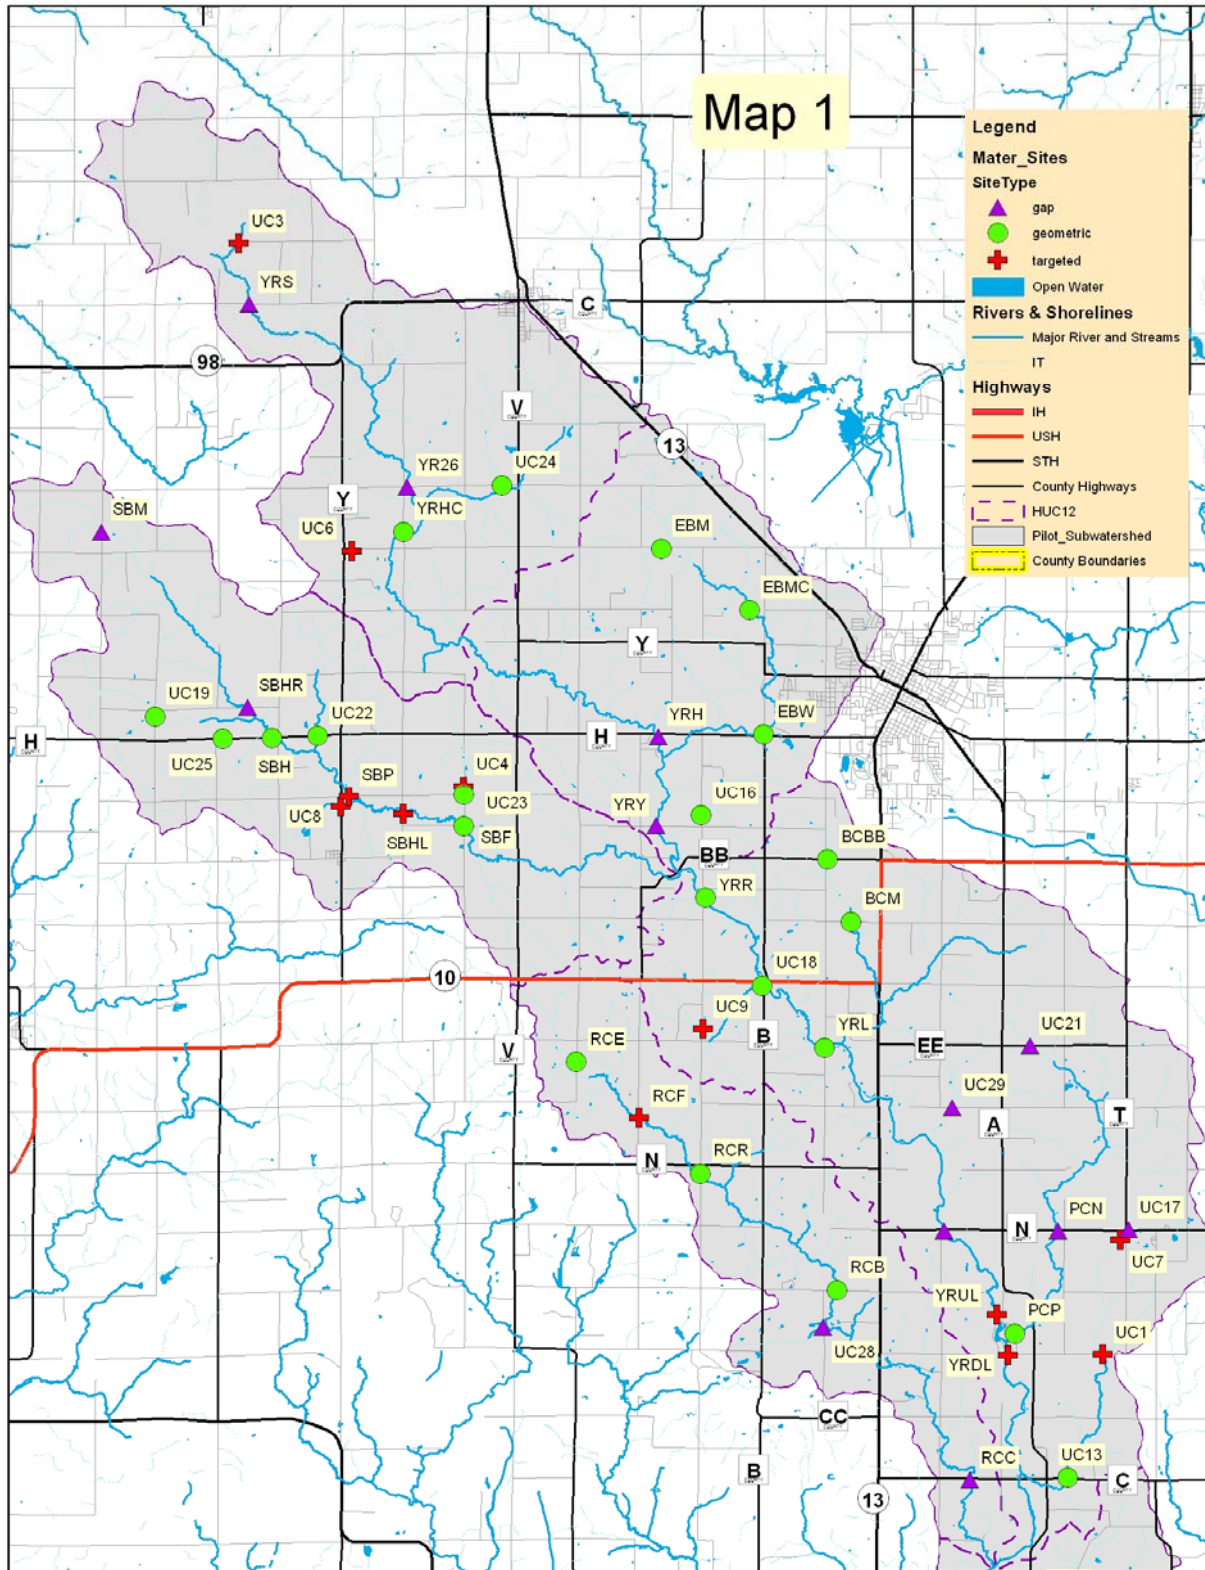 Map 1
Legend
Mater_Sites
SiteType
gap
geometric
targeted
Open Water
Rivers & Shorelines
Major River and Streams
IT
Highways
IH
USH
STH
County Highways
HUC12
Pilot_Subwatershed
County Boundaries
UC3
YRS
C
98
V
13
YR26
UC24
SBM
Y
YRHC
UC6
EBM
EBMC
Y
UC19
SBHR
UC22
YRH
EBW
H
H
UC25
SBH
SBP
UC4
UC8
UC23
UC16
YRY
SBHL
SBF
BCBB
BB
YRR
BCM
UC18
10
UC9
B
YRL
UC21
EE
V
RCE
UC29
RCF
A
T
N
RCR
PCN
UC17
N
UC7
RCB
YRUL
PCP
UC1
UC28
YRDL
CC
RCC
UC13
C
B
13